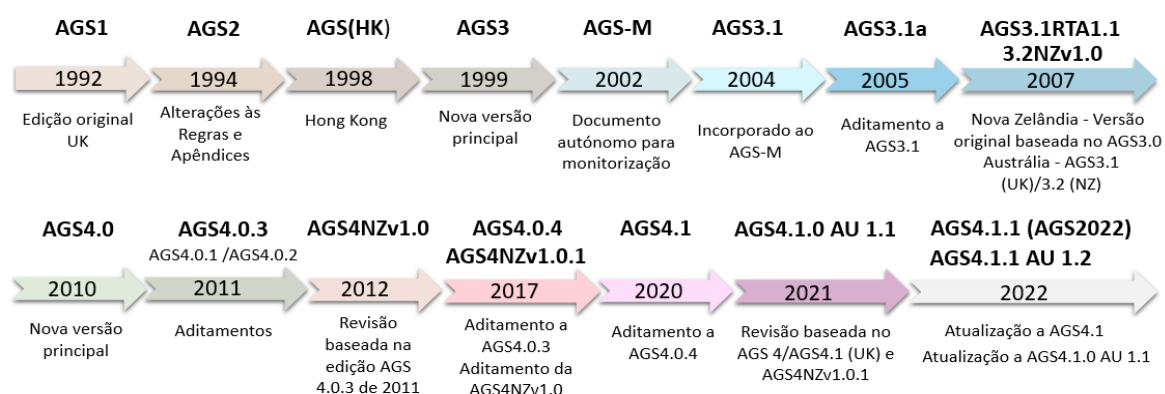 AGS1
1992
Edição original
UK
AGS2
1994
Alterações às
Regras e
Apêndices
AGS(HK)
1998
Hong Kong
AGS3
1999
Nova versão
principal
AGS-M
2002
Documento
autónomo para
monitorização
AGS3.1
2004
Incorporado ao
AGS-M
AGS3.1a
2005
Aditamento a
AGS3.1
AGS3.1RTA1.1
3.2NZv1.0
2007
Nova Zelândia - Versão
original baseada no AGS3.0
Austrália - AGS3.1
(UK)/3.2 (NZ)
AGS4.0
2010
Nova versão
principal
AGS4.0.3
AGS4.0.1 /AGS4.0.2
2011
Aditamentos
AGS4NZv1.0
2012
Revisão
baseada na
edição AGS
4.0.3 de 2011
AGS4.0.4
AGS4NZv1.0.1
2017
Aditamento a
AGS4.0.3
Aditamento da
AGS4NZv1.0
AGS4.1
2020
Aditamento a
AGS4.0.4
AGS4.1.0 AU 1.1
2021
Revisão baseada no
AGS 4/AGS4.1 (UK) e
AGS4NZv1.0.1
AGS4.1.1 (AGS2022)
AGS4.1.1 AU 1.2
2022
Atualização a AGS4.1
Atualização a AGS4.1.0 AU 1.1